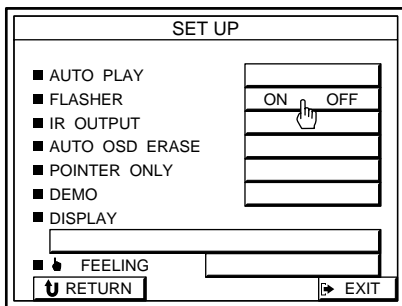 SET UP
AUTO PLAY
FLASHER ON OFF
IR OUTPUT
AUTO OSD ERASE
POINTER ONLY
DEMO
DISPLAY
FEELING
RETURN EXIT